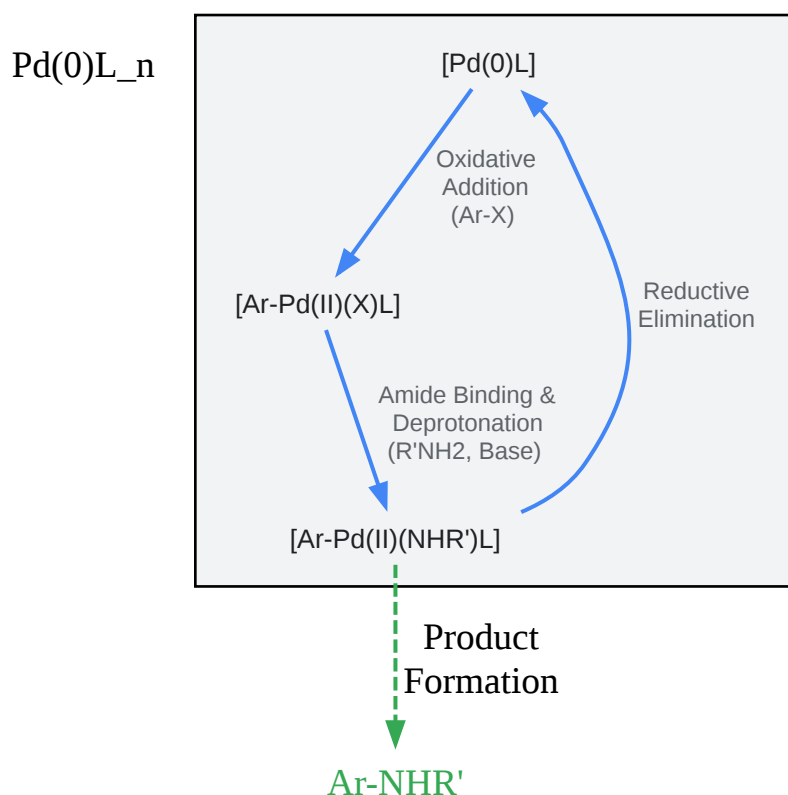 Pd(0)L_n
[Pd(0)L]
Oxidative
Addition
(Ar-X)
[Ar-Pd(II)(X)L]
Reductive
Elimination
Amide Binding &
Deprotonation
(R'NH2, Base)
[Ar-Pd(II)(NHR')L]
Product
Formation
Ar-NHR'